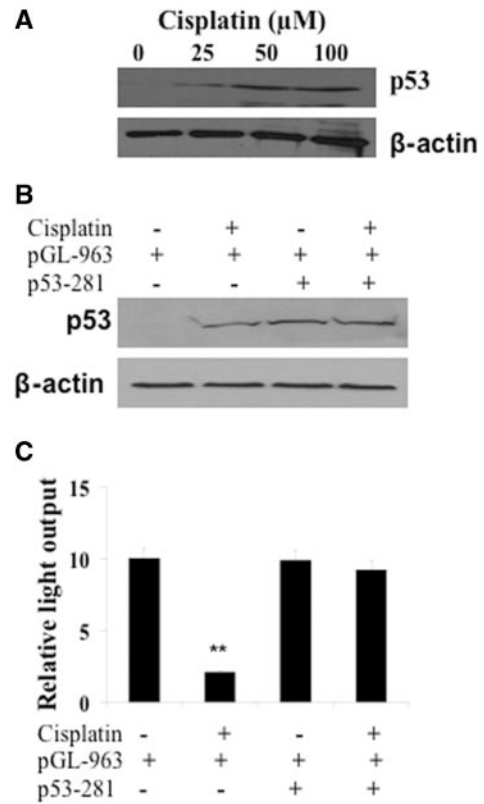 A
Cisplatin (µM)
0 25 50 100
p53
β-actin
B
Cisplatin - + - +
pGL-963 + + + +
p53-281 - - + +
p53
β-actin
C
Relative light output
15
10
5
0
**
Cisplatin - + - +
pGL-963 + + + +
p53-281 - - + +